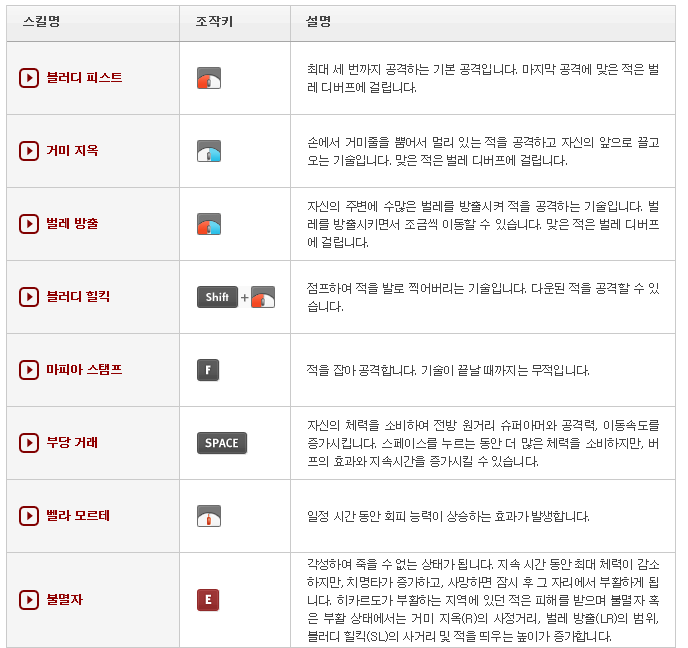 스킬명 조작키 설명
블러디 피스트
최대 세 번까지 공격하는 기본 공격입니다. 마지막 공격에 맞은 적은 벌
레 디버프에 걸립니다.
거미 지옥
손에서 거미줄을 뿜어서 멀리 있는 적을 공격하고 자신의 앞으로 끌고
오는 기술입니다. 맞은 적은 벌레 디버프에 걸립니다.
벌레 방출
자신의 주변에 수많은 벌레를 방출시켜 적을 공격하는 기술입니다. 벌
레를 방출시키면서 조금씩 이동할 수 있습니다. 맞은 적은 벌레 디버프
에 걸립니다.
블러디 힐킥
Shift +
점프하여 적을 발로 찍어버리는 기술입니다. 다운된 적을 공격할 수 있
습니다.
마피아 스탬프
F
적을 잡아 공격합니다. 기술이 끝날 때까지는 무적입니다.
부당 거래
SPACE
자신의 체력을 소비하여 전방 원거리 슈퍼아머와 공격력, 이동속도를
증가시킵니다. 스페이스를 누르는 동안 더 많은 체력을 소비하지만, 버
프의 효과와 지속시간을 증가시킬 수 있습니다.
벨라 모르테
일정 시간 동안 회피 능력이 상승하는 효과가 발생합니다.
불멸자
E
각성하여 죽을 수 없는 상태가 됩니다. 지속 시간 동안 최대 체력이 감소
하지만, 치명타가 증가하고, 사망하면 잠시 후 그 자리에서 부활하게 됩
니다. 히카르도가 부활하는 지역에 있던 적은 피해를 받으며 불멸자 혹
은 부활 상태에서는 거미 지옥(R)의 사정거리, 벌레 방출(LR)의 범위,
블러디 힐킥(SL)의 사거리 및 적을 띄우는 높이가 증가합니다.